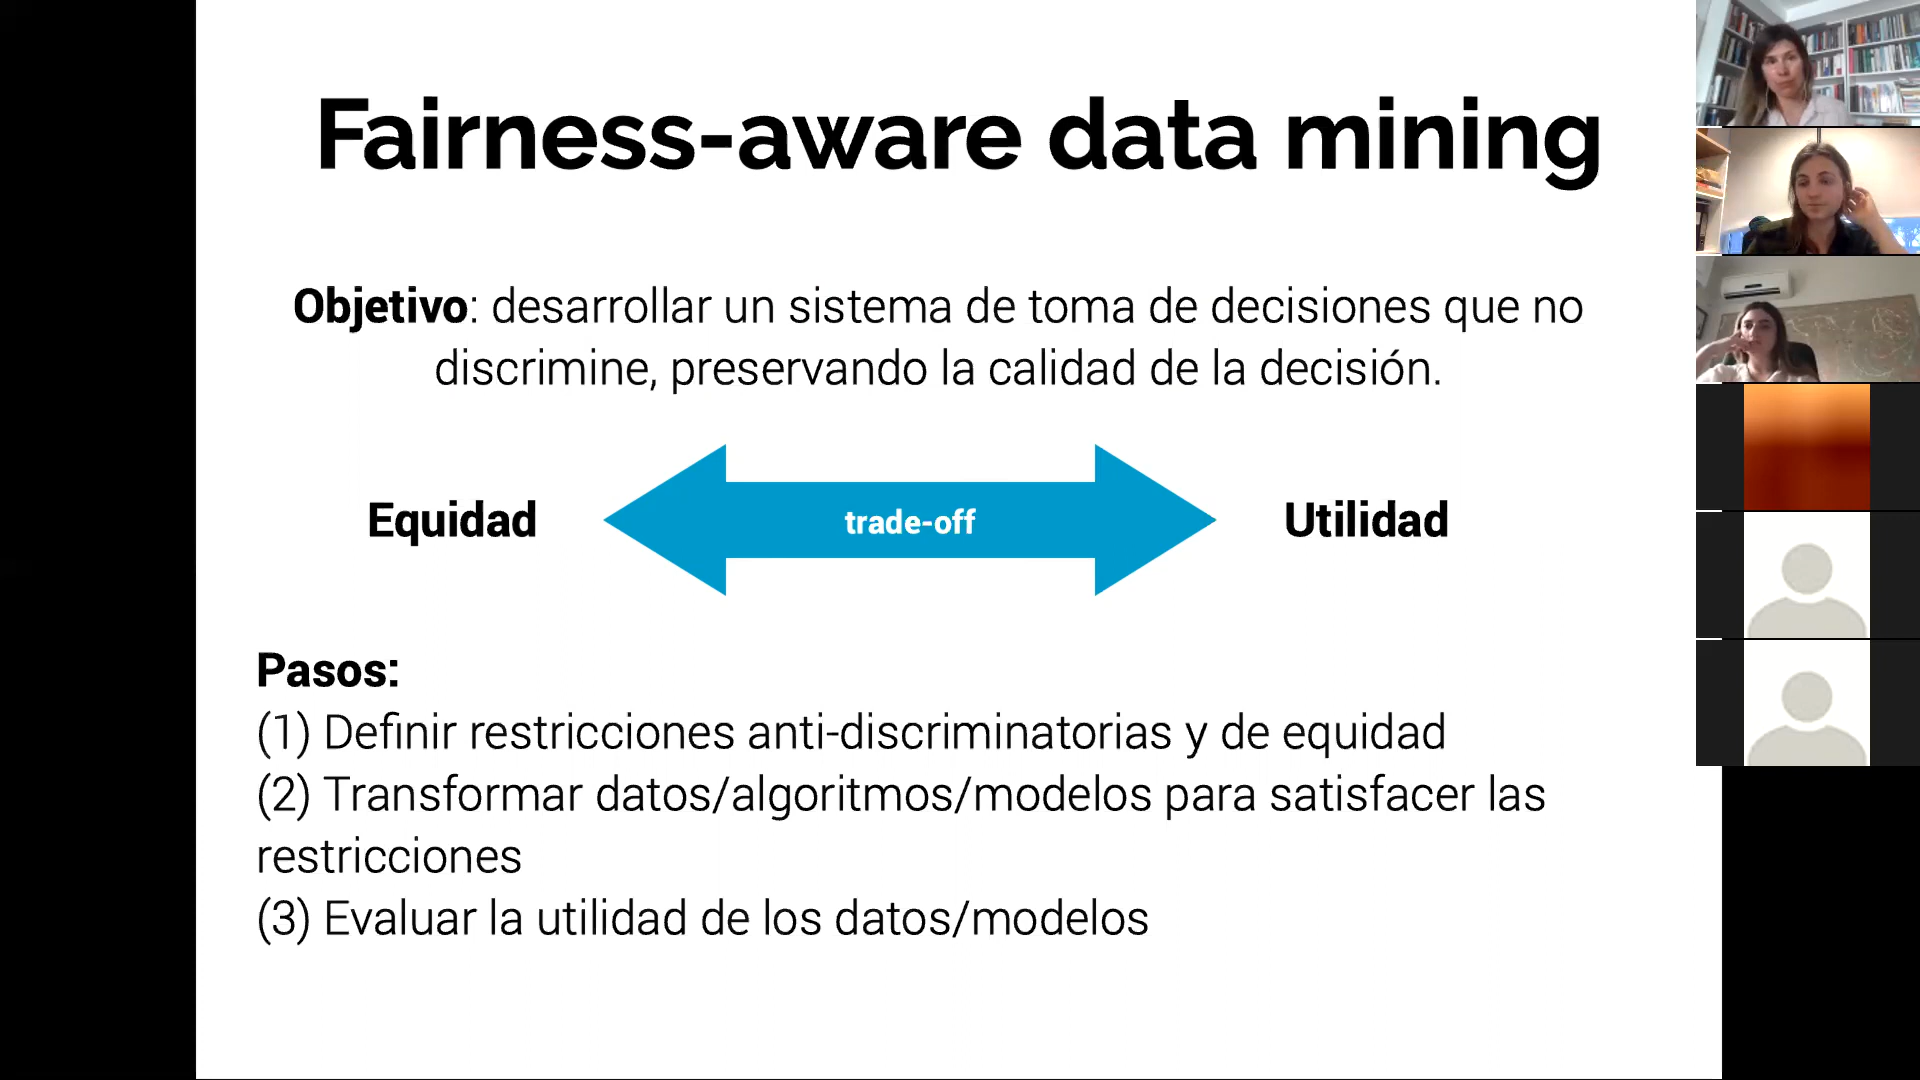 Fairness-aware data mining
Objetivo: desarrollar un sistema de toma de decisiones que no
discrimine, preservando la calidad de la decisión.
Equidad
trade-off
Utilidad
Pasos:
(1) Definir restricciones anti-discriminatorias y de equidad
(2) Transformar datos/algoritmos/modelos para satisfacer las
restricciones
(3) Evaluar la utilidad de los datos/modelos